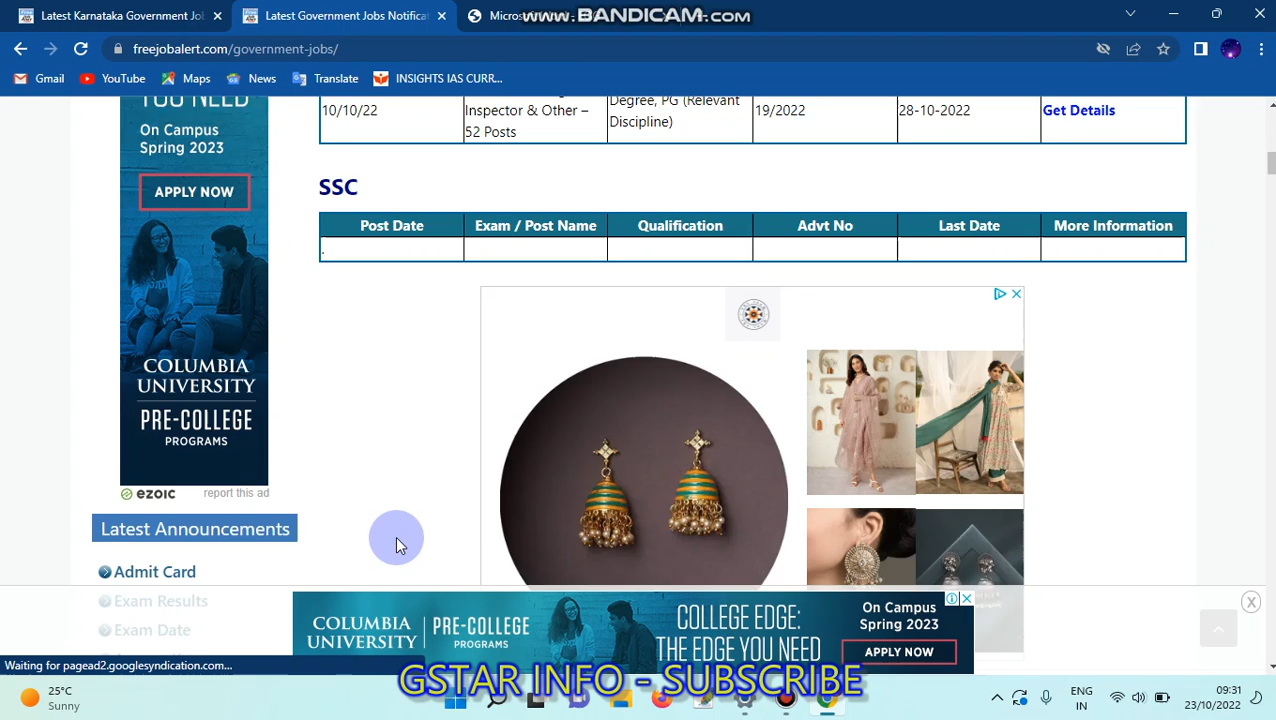 Latest Karnataka Government Job
Latest Government Jobs Notificat
Micros
www.BANDICAM.com
freejobalert.com/government-jobs/
Gmail
YouTube
Maps
News
Translate
INSIGHTS IAS CURR...
YOU NEED
On Campus
Spring 2023
APPLY NOW
COLUMBIA
UNIVERSITY
PRE-COLLEGE
PROGRAMS
ezoic
report this ad
Latest Announcements
Admit Card
Exam Results
Exam Date
10/10/22
Inspector & Other –
52 Posts
Degree, PG (Relevant
Discipline)
19/2022
28-10-2022
Get Details
SSC
Post Date Exam / Post Name Qualification Advt No Last Date More Information
.
COLUMBIA
UNIVERSITY
PRE-COLLEGE
PROGRAMS
COLLEGE EDGE:
THE EDGE YOU NEED
On Campus
Spring 2023
APPLY NOW
Waiting for pagead2.googlesyndication.com...
GSTAR INFO - SUBSCRIBE
25°C
Sunny
ENG
IN
09:31
23/10/2022